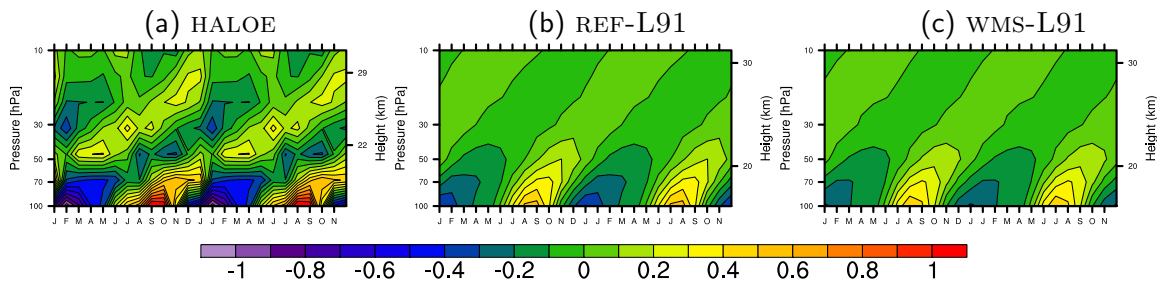 (a) HALOE
(b) REF-L91
(c) WMS-L91
Pressure [hPa]
10
30
50
70
100
J F M A M J J A S O N D J F M A M J J A S O N
29
22
Height (km)
Pressure [hPa]
10
30
50
70
100
J F M A M J J A S O N D J F M A M J J A S O N
30
20
Height (km)
Pressure [hPa]
10
30
50
70
100
J F M A M J J A S O N D J F M A M J J A S O N
30
20
Height (km)
-1 -0.8 -0.6 -0.4 -0.2 0 0.2 0.4 0.6 0.8 1